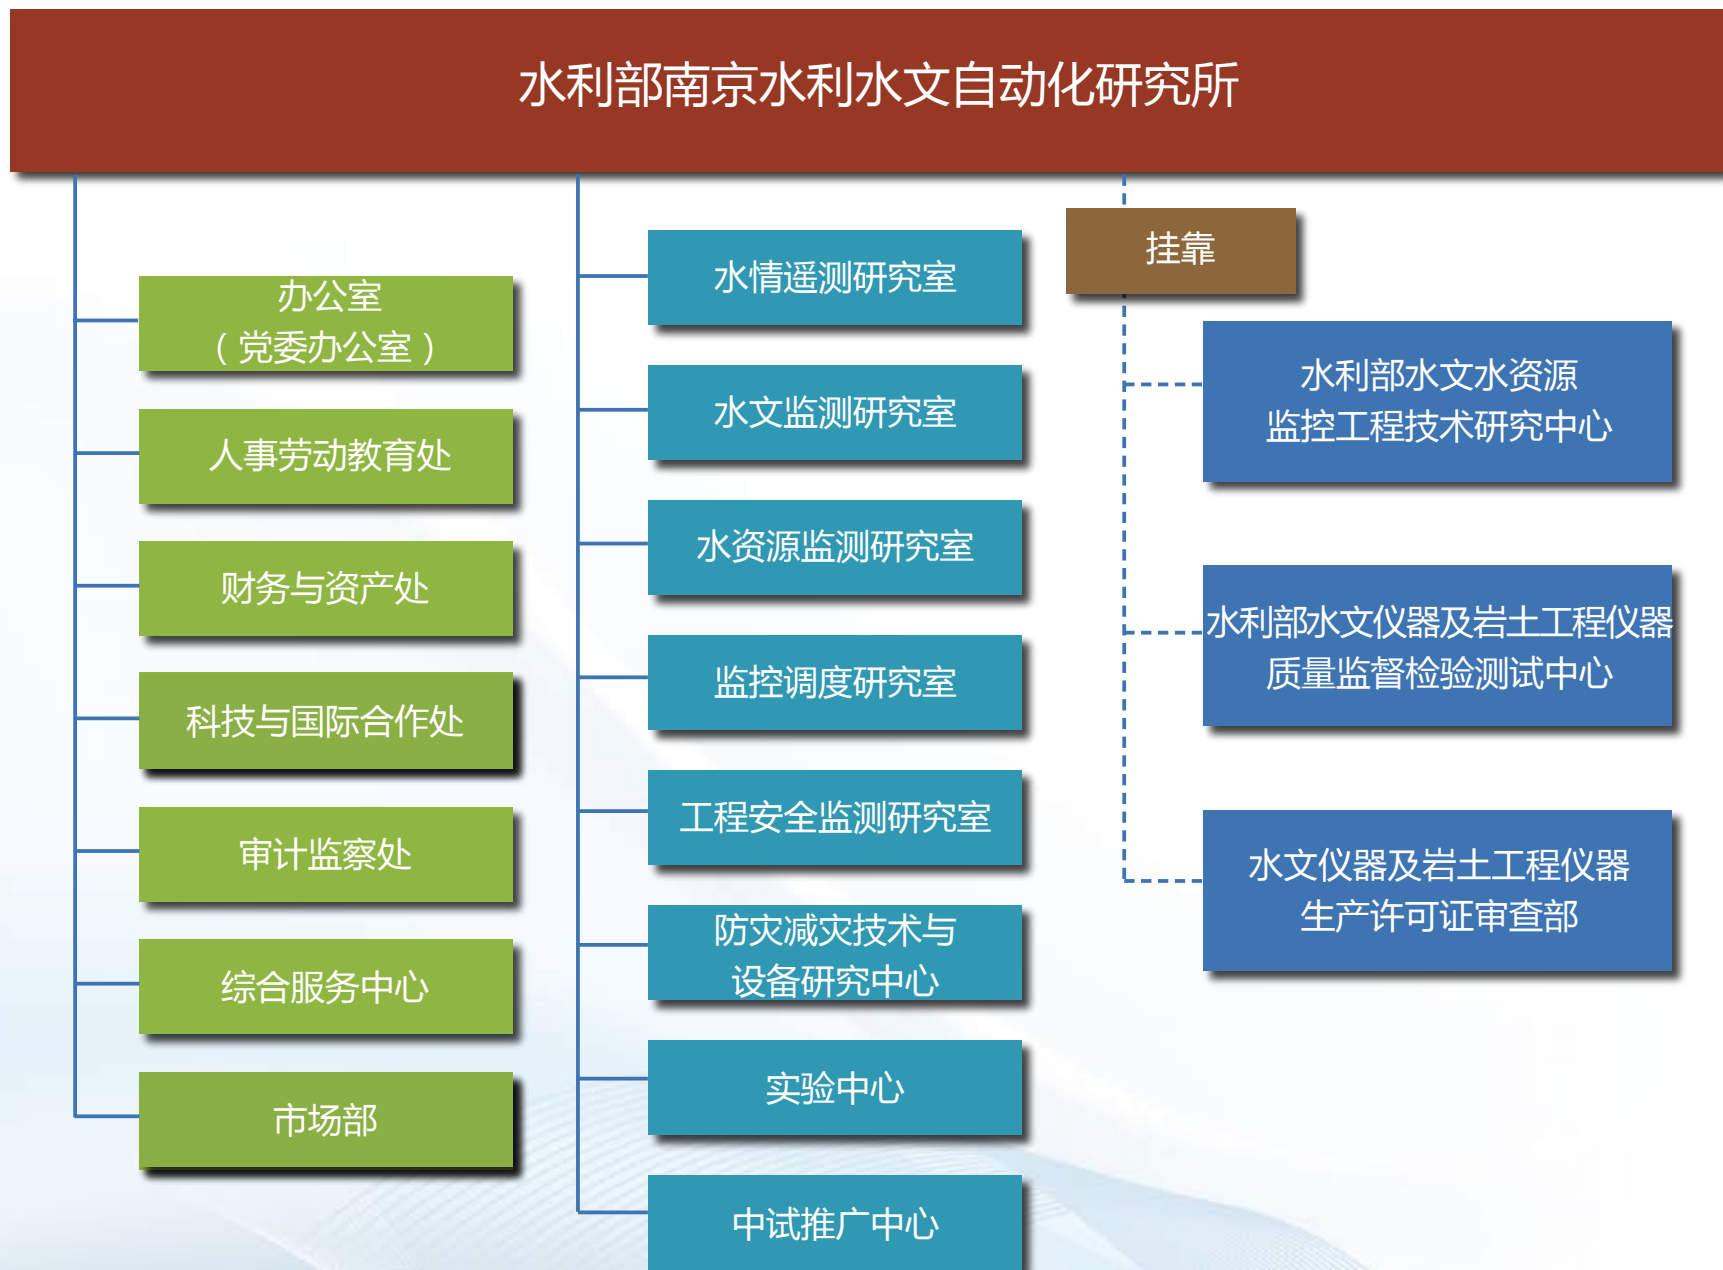 水利部南京水利水文自动化研究所
办公室
（党委办公室）
人事劳动教育处
财务与资产处
科技与国际合作处
审计监察处
综合服务中心
市场部
水情遥测研究室
水文监测研究室
水资源监测研究室
监控调度研究室
工程安全监测研究室
防灾减灾技术与
设备研究中心
实验中心
中试推广中心
挂靠
水利部水文水资源
监控工程技术研究中心
水利部水文仪器及岩土工程仪器
质量监督检验测试中心
水文仪器及岩土工程仪器
生产许可证审查部